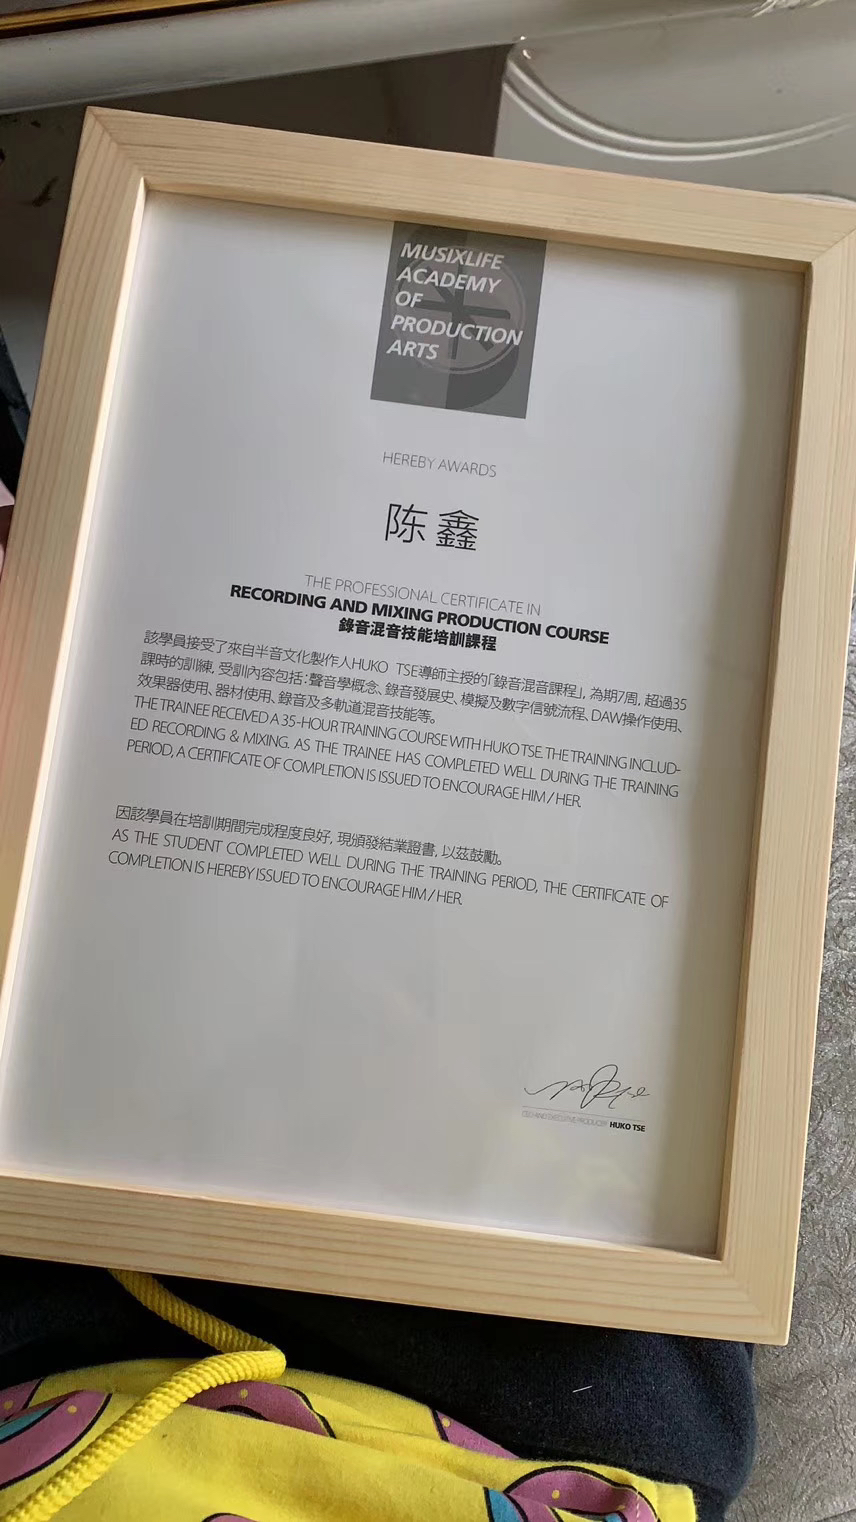 MUSIXLIFE
ACADEMY
OF
PRODUCTION
ARTS
HEREBY AWARDS
陈鑫
THE PROFESSIONAL CERTIFICATE IN
RECORDING AND MIXING PRODUCTION COURSE
錄音混音技能培訓課程
該學員接受了來自半音文化製作人HUKO TSE導師主授的「錄音混音課程」，為期7周，超過35
課時的訓練，受訓內容包括：聲音學概念、錄音發展史、模擬及數字信號流程、DAW操作使用、
效果器使用、器材使用、錄音及多軌道混音技能等。
THE TRAINEE RECEIVED A 35-HOUR TRAINING COURSE WITH HUKO TSE. THE TRAINING INCLUD-
ED RECORDING & MIXING. AS THE TRAINEE HAS COMPLETED WELL DURING THE TRAINING
PERIOD, A CERTIFICATE OF COMPLETION IS ISSUED TO ENCOURAGE HIM / HER.
因該學員在培訓期間完成程度良好，現頒發結業證書，以茲鼓勵。
AS THE STUDENT COMPLETED WELL DURING THE TRAINING PERIOD, THE CERTIFICATE OF
COMPLETION IS HEREBY ISSUED TO ENCOURAGE HIM / HER.
CEO AND EXECUTIVE PRODUCER HUKO TSE